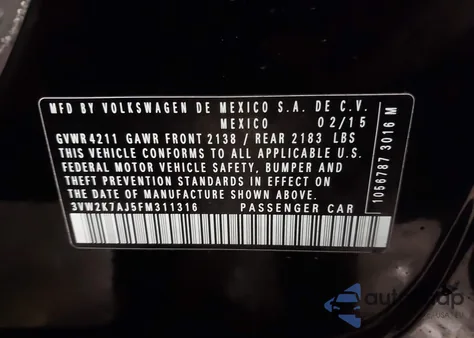 MFD BY VOLKSWAGEN DE MEXICO S.A. DE C.V.
MEXICO 02/15
GVWR 4211 GAWR FRONT 2138 / REAR 2183 LBS
THIS VEHICLE CONFORMS TO ALL APPLICABLE U.S.
FEDERAL MOTOR VEHICLE SAFETY, BUMPER AND
THEFT PREVENTION STANDARDS IN EFFECT ON
THE DATE OF MANUFACTURE SHOWN ABOVE.
3VW2K7AJ5FM311316 PASSENGER CAR
1056787 3016 M